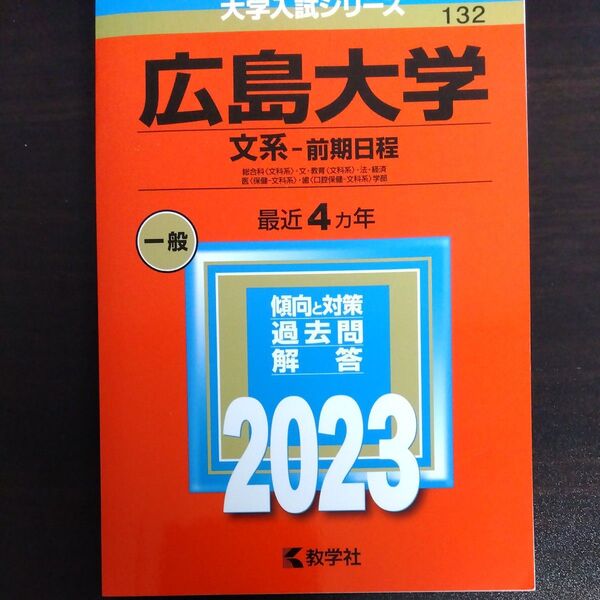 大学入試シリーズ
132
広島大学
文系-前期日程
総合科〈文科系〉・文・教育〈文科系〉・法・経済
医〈保健-文科系〉・歯〈口腔保健-文科系〉学部
最近4カ年
一般
傾向と対策
過去問
解答
2023
教学社